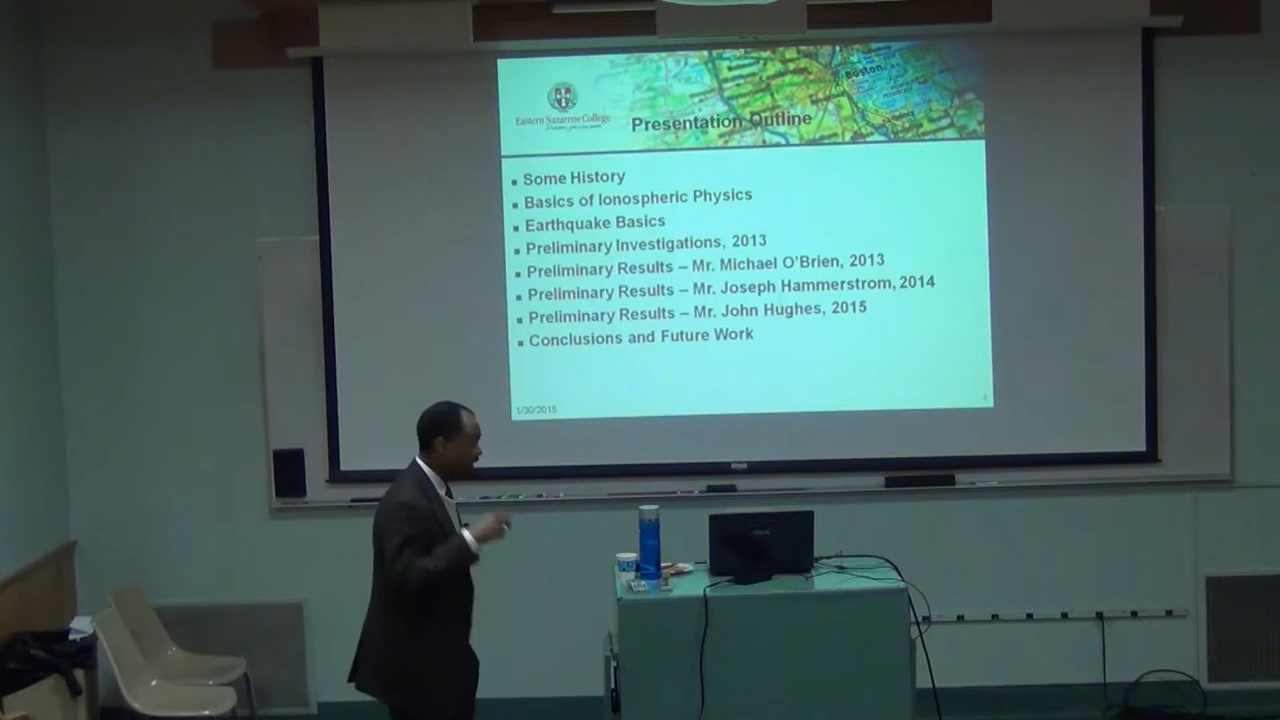 Boston
Eastern Nazarene College
Presentation Outline
Some History
Basics of Ionospheric Physics
Earthquake Basics
Preliminary Investigations, 2013
Preliminary Results – Mr. Michael O'Brien, 2013
Preliminary Results – Mr. Joseph Hammerstrom, 2014
Preliminary Results – Mr. John Hughes, 2015
Conclusions and Future Work
1/30/2015
4